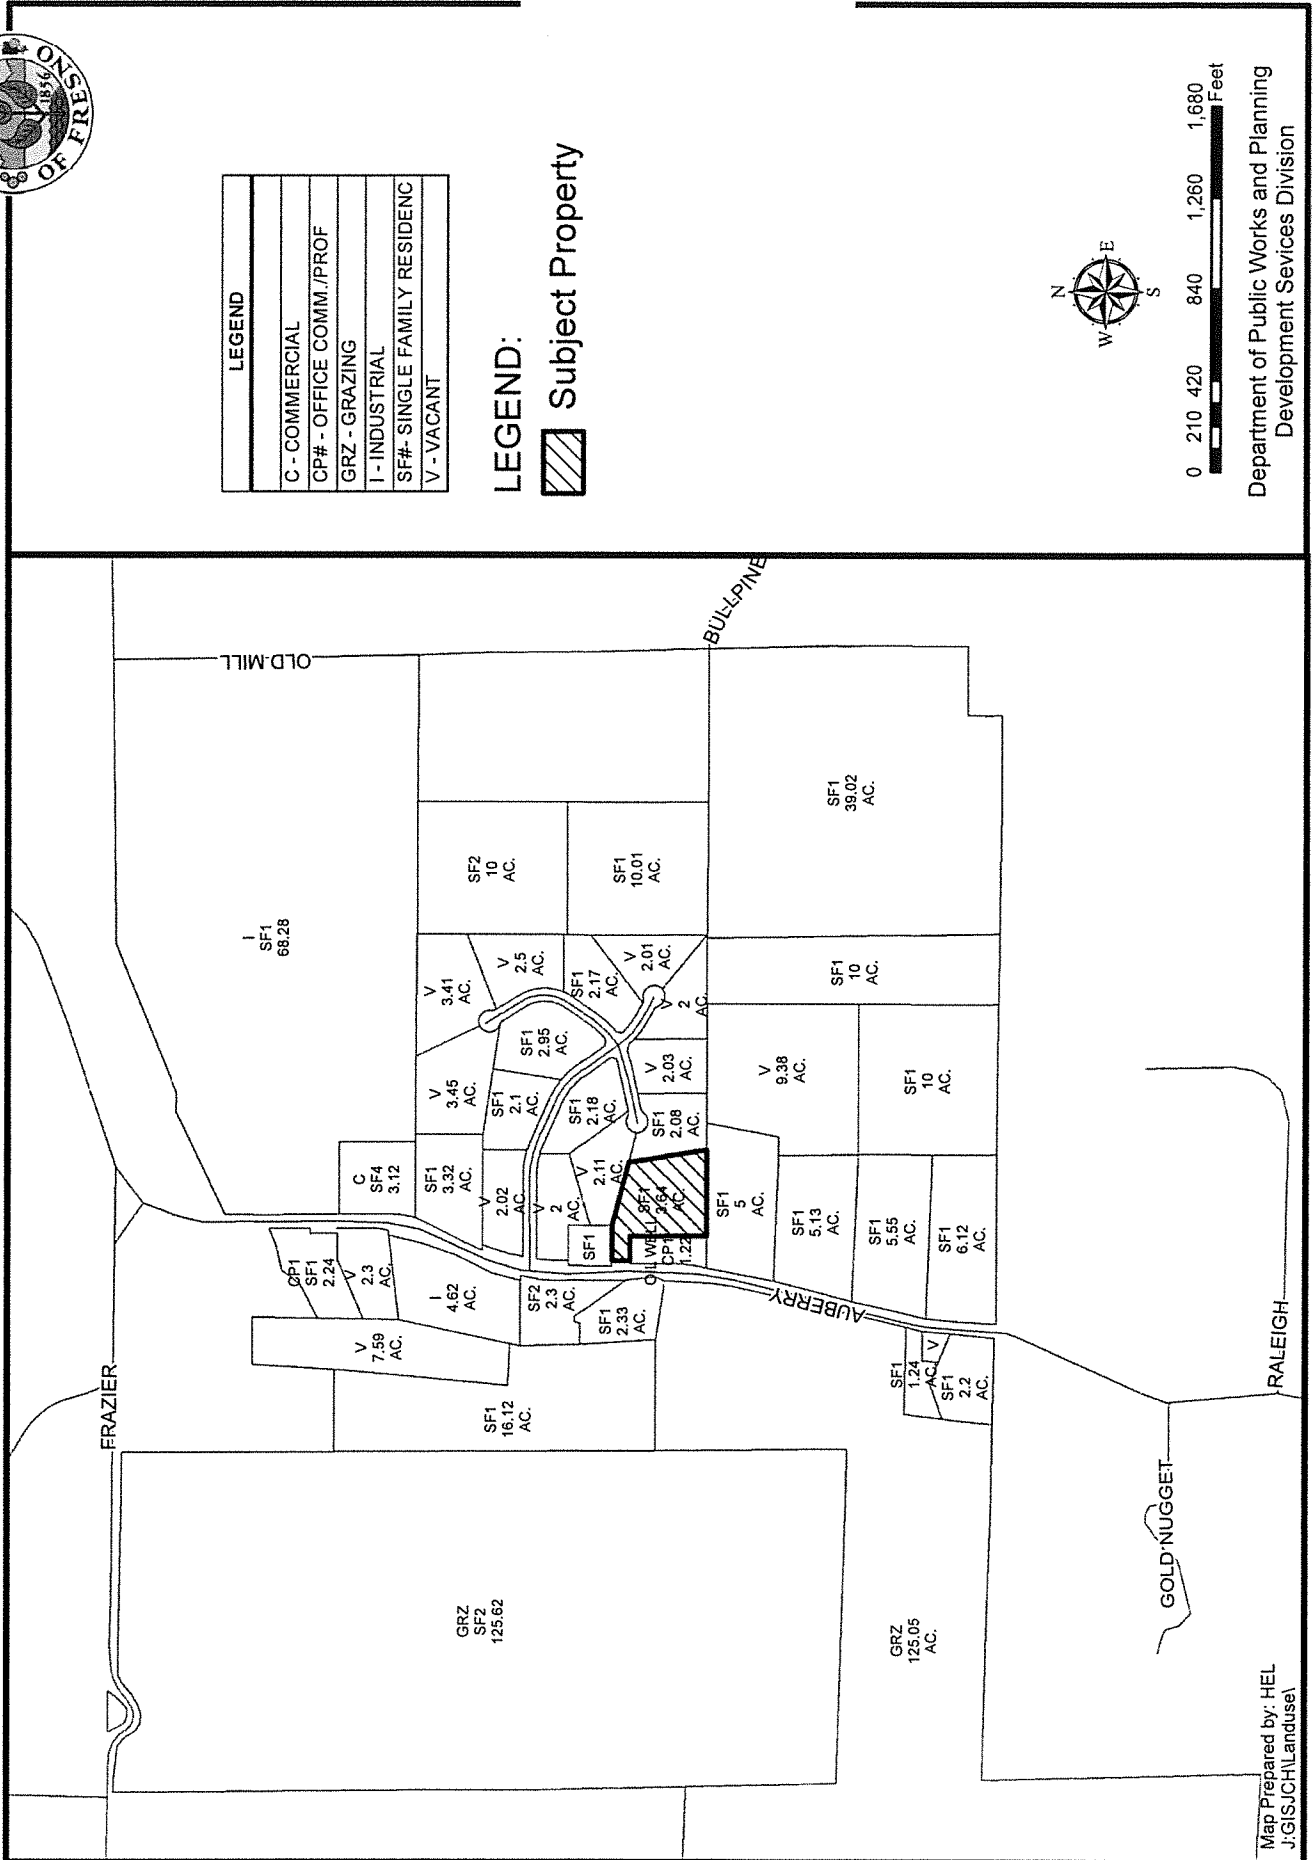 OF FRESNO
1856
LEGEND
C - COMMERCIAL
CP# - OFFICE COMM./PROF
GRZ - GRAZING
I - INDUSTRIAL
SF#- SINGLE FAMILY RESIDENC
V - VACANT
LEGEND:
Subject Property
N
W
E
S
0 210 420 840 1,260 1,680
Feet
Department of Public Works and Planning
Development Sevices Division
FRAZIER
OLD MILL
BULLPINE
AUBERRY
OIL WELL
RALEIGH
GOLD NUGGET
GRZ
SF2
125.62
GRZ
125.05
AC.
SF1
16.12
AC.
V
7.59
AC.
CP1
SF1
2.24
V
2.3
AC.
I
4.62
AC.
SF2
2.3
AC.
SF1
2.33
AC.
SF1
1.24
AC.
V
SF1
2.2
AC.
I
SF1
68.28
C
SF4
3.12
SF1
3.32
AC.
V
2.02
AC.
V
2
AC.
V
2.11
AC.
SF1
SF1
3.64
AC.
CP1
1.22
V
3.45
AC.
V
3.41
AC.
SF1
2.1
AC.
SF1
2.95
AC.
V
2.5
AC.
SF1
2.18
AC.
SF1
2.17
AC.
V
2.01
AC.
V
2
AC
V
2.03
AC.
SF1
2.08
AC.
SF2
10
AC.
SF1
10.01
AC.
SF1
39.02
AC.
SF1
10
AC.
V
9.38
AC.
SF1
10
AC.
SF1
5
AC.
SF1
5.13
AC.
SF1
5.55
AC.
SF1
6.12
AC.
Map Prepared by: HEL
J:GISJCH\Landuse\